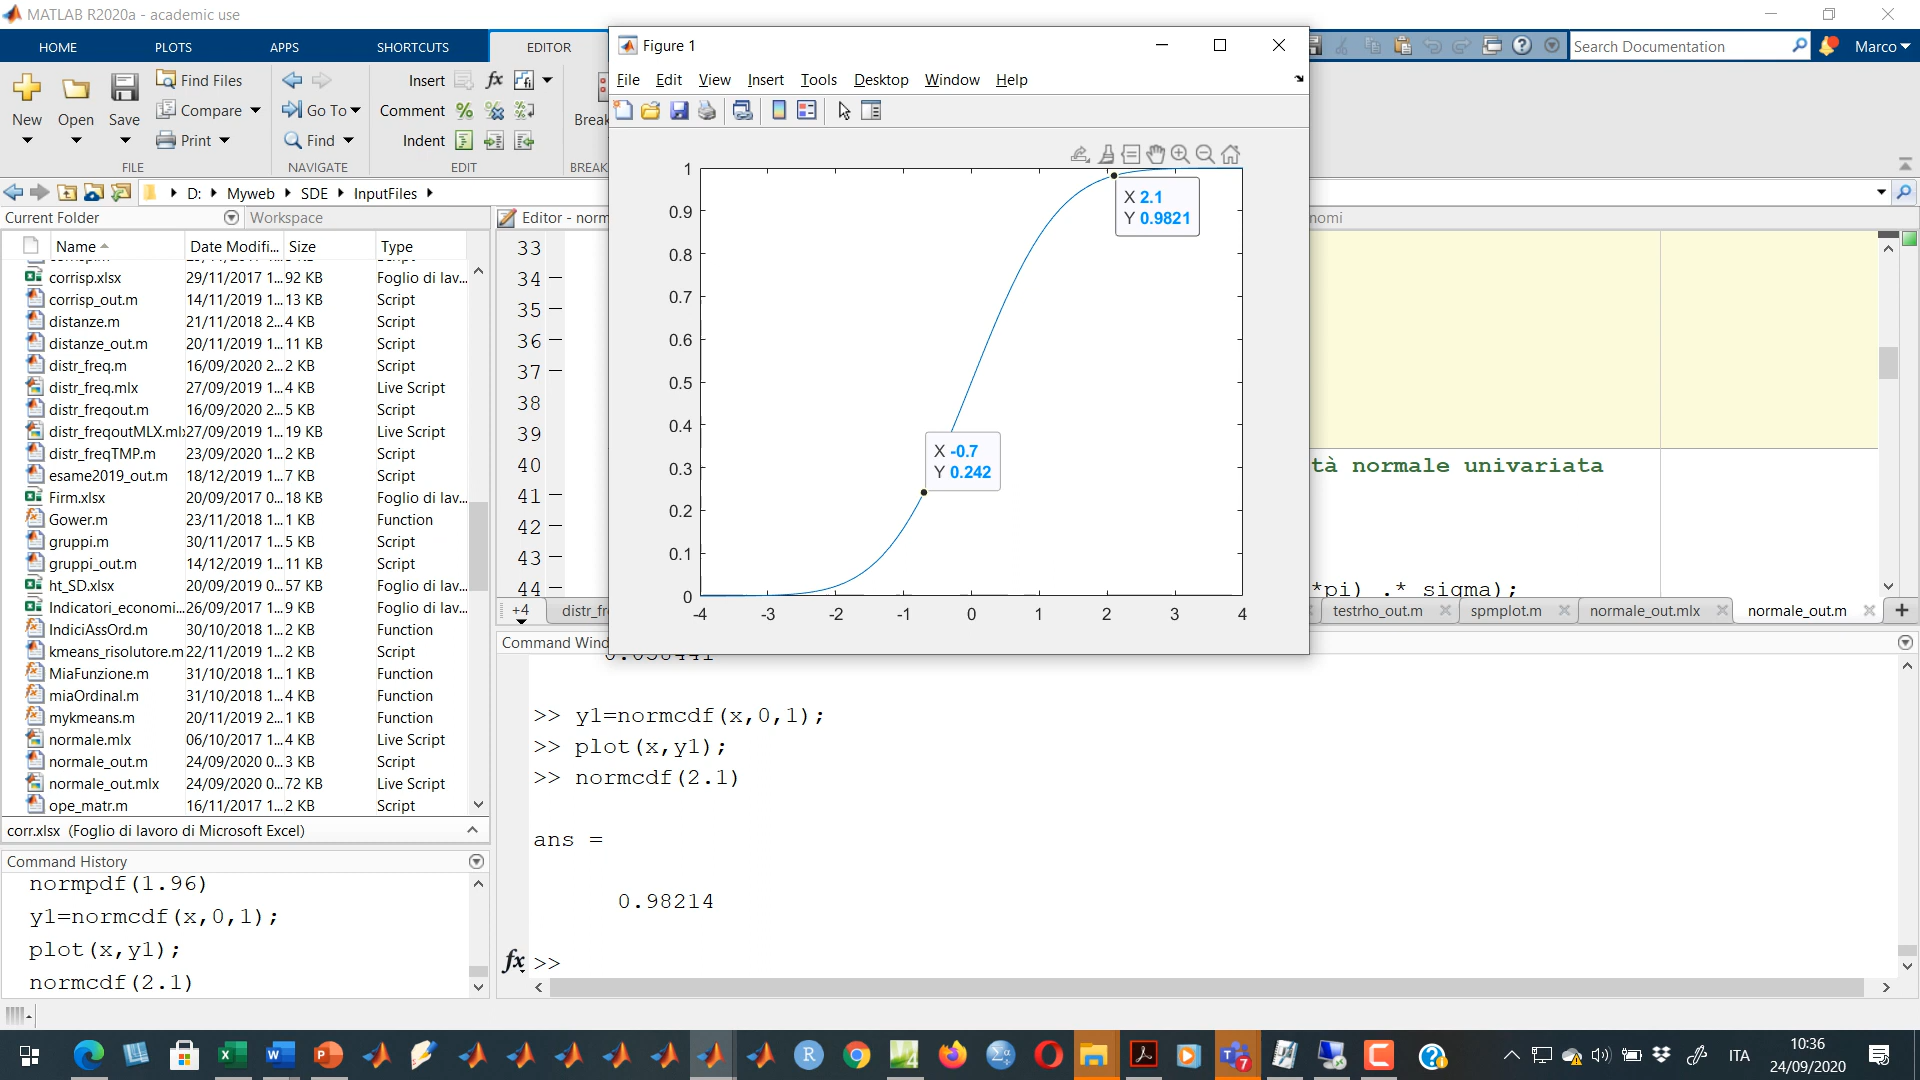 MATLAB R2020a - academic use
HOME PLOTS APPS SHORTCUTS EDITOR
Search Documentation
Marco
New
Open
Save
Find Files
Compare
Print
FILE
Go To
Find
NAVIGATE
Insert
Comment
Indent
EDIT
BREAK
D: Myweb SDE InputFiles
Current Folder
Workspace
Name Date Modifi... Size Type
corrisp.xlsx 29/11/2017 1... 92 KB Foglio di lav...
corrisp_out.m 14/11/2019 1... 13 KB Script
distanze.m 21/11/2018 2... 4 KB Script
distanze_out.m 20/11/2019 1... 11 KB Script
distr_freq.m 16/09/2020 2... 2 KB Script
distr_freq.mlx 27/09/2019 1... 4 KB Live Script
distr_freqout.m 16/09/2020 2... 5 KB Script
distr_freqoutMLX.mlx 27/09/2019 1... 19 KB Live Script
distr_freqTMP.m 23/09/2020 1... 2 KB Script
esame2019_out.m 18/12/2019 1... 7 KB Script
Firm.xlsx 20/09/2017 0... 18 KB Foglio di lav...
Gower.m 23/11/2018 1... 1 KB Function
gruppi.m 30/11/2017 1... 5 KB Script
gruppi_out.m 14/12/2019 1... 11 KB Script
ht_SD.xlsx 20/09/2019 0... 57 KB Foglio di lav...
Indicatori_economi... 26/09/2017 1... 9 KB Foglio di lav...
IndiciAssOrd.m 30/10/2018 1... 2 KB Function
kmeans_risolutore.m 22/11/2019 1... 2 KB Script
MiaFunzione.m 31/10/2018 1... 1 KB Function
miaOrdinal.m 31/10/2018 1... 4 KB Function
mykmeans.m 20/11/2019 2... 1 KB Function
normale.mlx 06/10/2017 1... 4 KB Live Script
normale_out.m 24/09/2020 0... 3 KB Script
normale_out.mlx 24/09/2020 0... 72 KB Live Script
ope_matr.m 16/11/2017 1... 2 KB Script
corr.xlsx (Foglio di lavoro di Microsoft Excel)
Command History
normpdf(1.96)
y1=normcdf(x,0,1);
plot(x,y1);
normcdf(2.1)
Editor - norm
nomi
33
34
35
36
37
38
39
40
41
42
43
44
tà normale univariata
*pi) .* sigma);
+4 distr_fr testrho_out.m spmplot.m normale_out.mlx normale_out.m
Figure 1
File Edit View Insert Tools Desktop Window Help
1
0.9
0.8
0.7
0.6
0.5
0.4
0.3
0.2
0.1
0
-4 -3 -2 -1 0 1 2 3 4
X 2.1
Y 0.9821
X -0.7
Y 0.242
Command Wind
>> y1=normcdf(x,0,1);
>> plot(x,y1);
>> normcdf(2.1)
ans =
0.98214
fx >>
ITA
10:36
24/09/2020